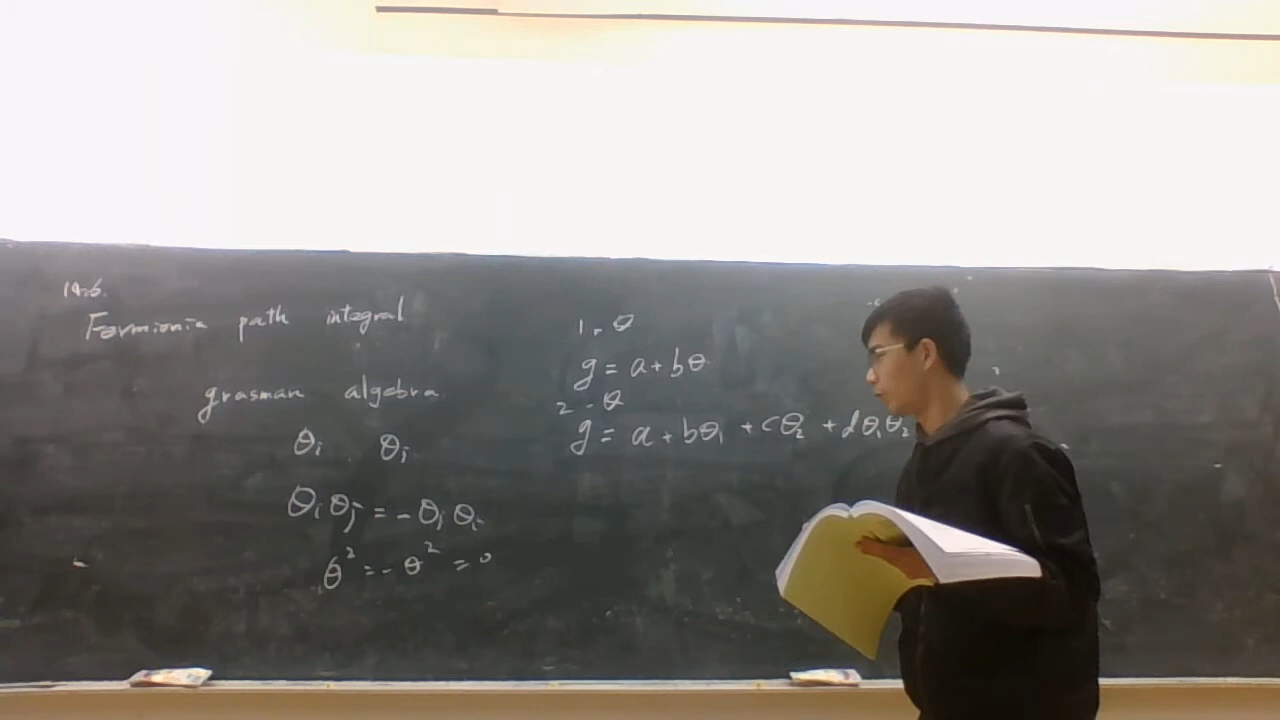 14.6.
Fermionic path integral
grasman algebra
θi θj
θiθj = -θjθi
θ² = -θ² = 0
1. θ
g = a + bθ
2 - θ
g = a + bθ₁ + cθ₂ + dθ₁θ₂